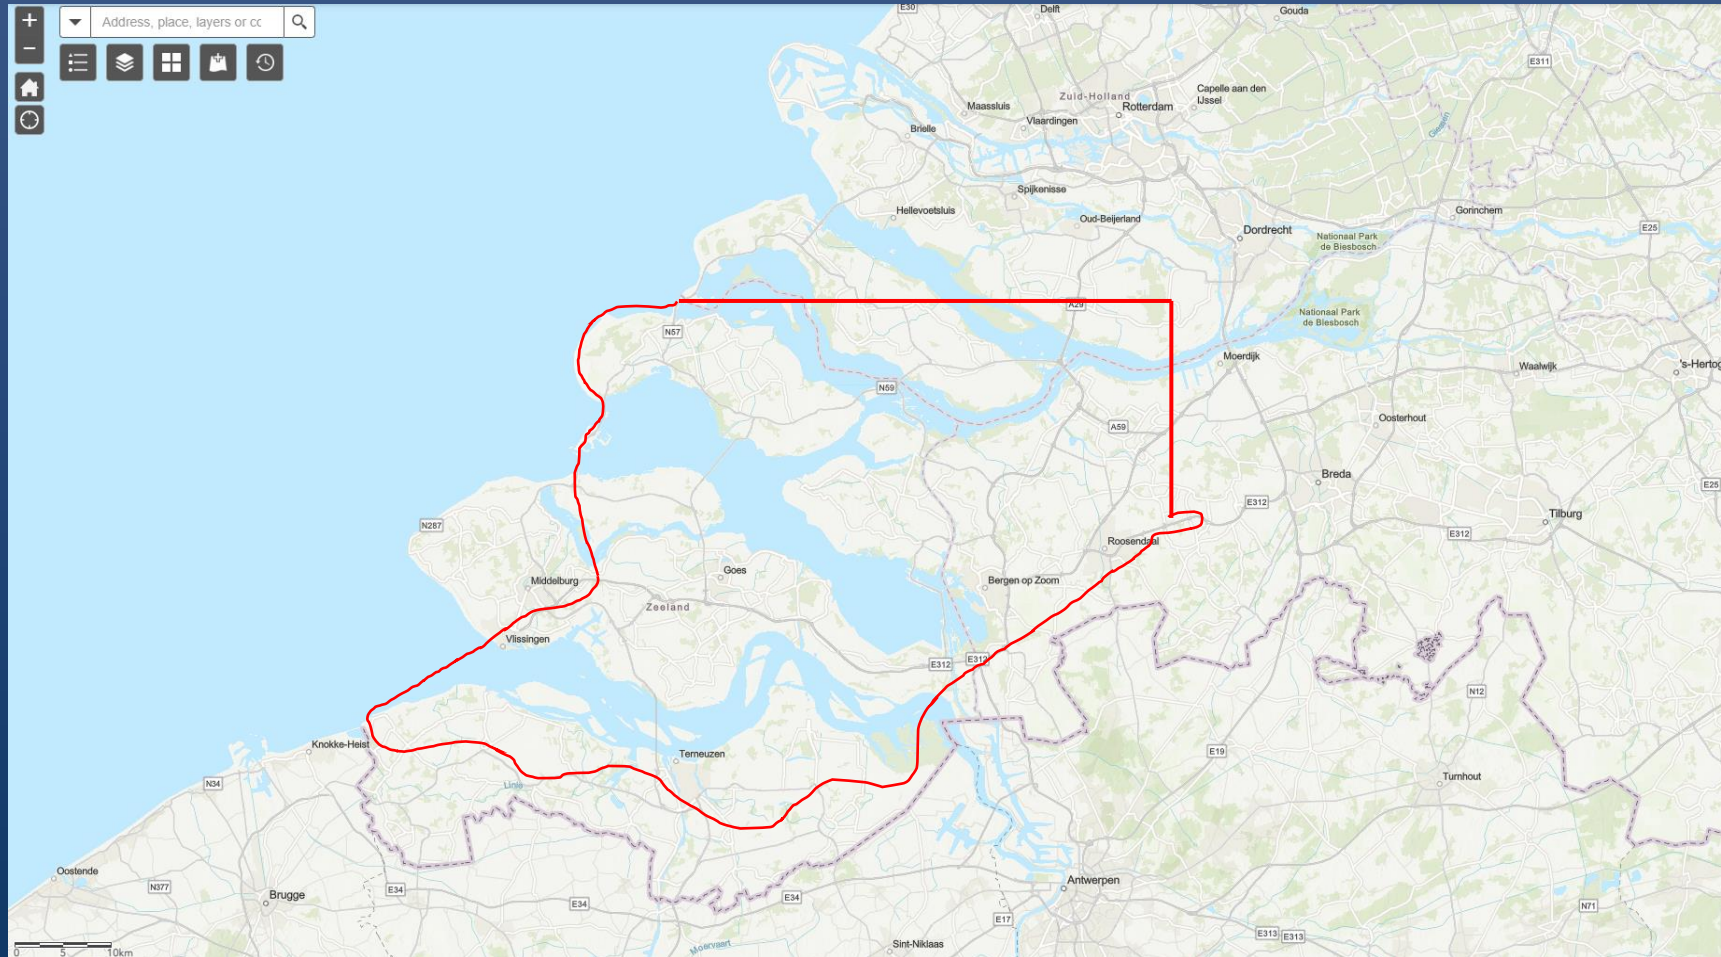 +
Address, place, layers or cc
−
E30
Delft
Gouda
E311
Zuid-Holland
Capelle aan den
IJssel
Maassluis
Rotterdam
Vlaardingen
Brielle
Giessen
Spijkenisse
Hellevoetsluis
Oud-Beijerland
Gorinchem
Dordrecht
Nationaal Park
de Biesbosch
E25
A29
Nationaal Park
de Biesbosch
N57
Moerdijk
Waalwijk
's-Hertog
N59
Oosterhout
A59
Breda
E25
E312
Tilburg
N287
E312
Roosendaal
Goes
Bergen op Zoom
Middelburg
Zeeland
Vlissingen
E312
E312
N12
Knokke-Heist
Terneuzen
E19
Turnhout
N34
Linie
Oostende
Antwerpen
N377
E34
Brugge
E34
E34
N71
E17
E313
E313
Moervaart
Sint-Niklaas
0 5 10km